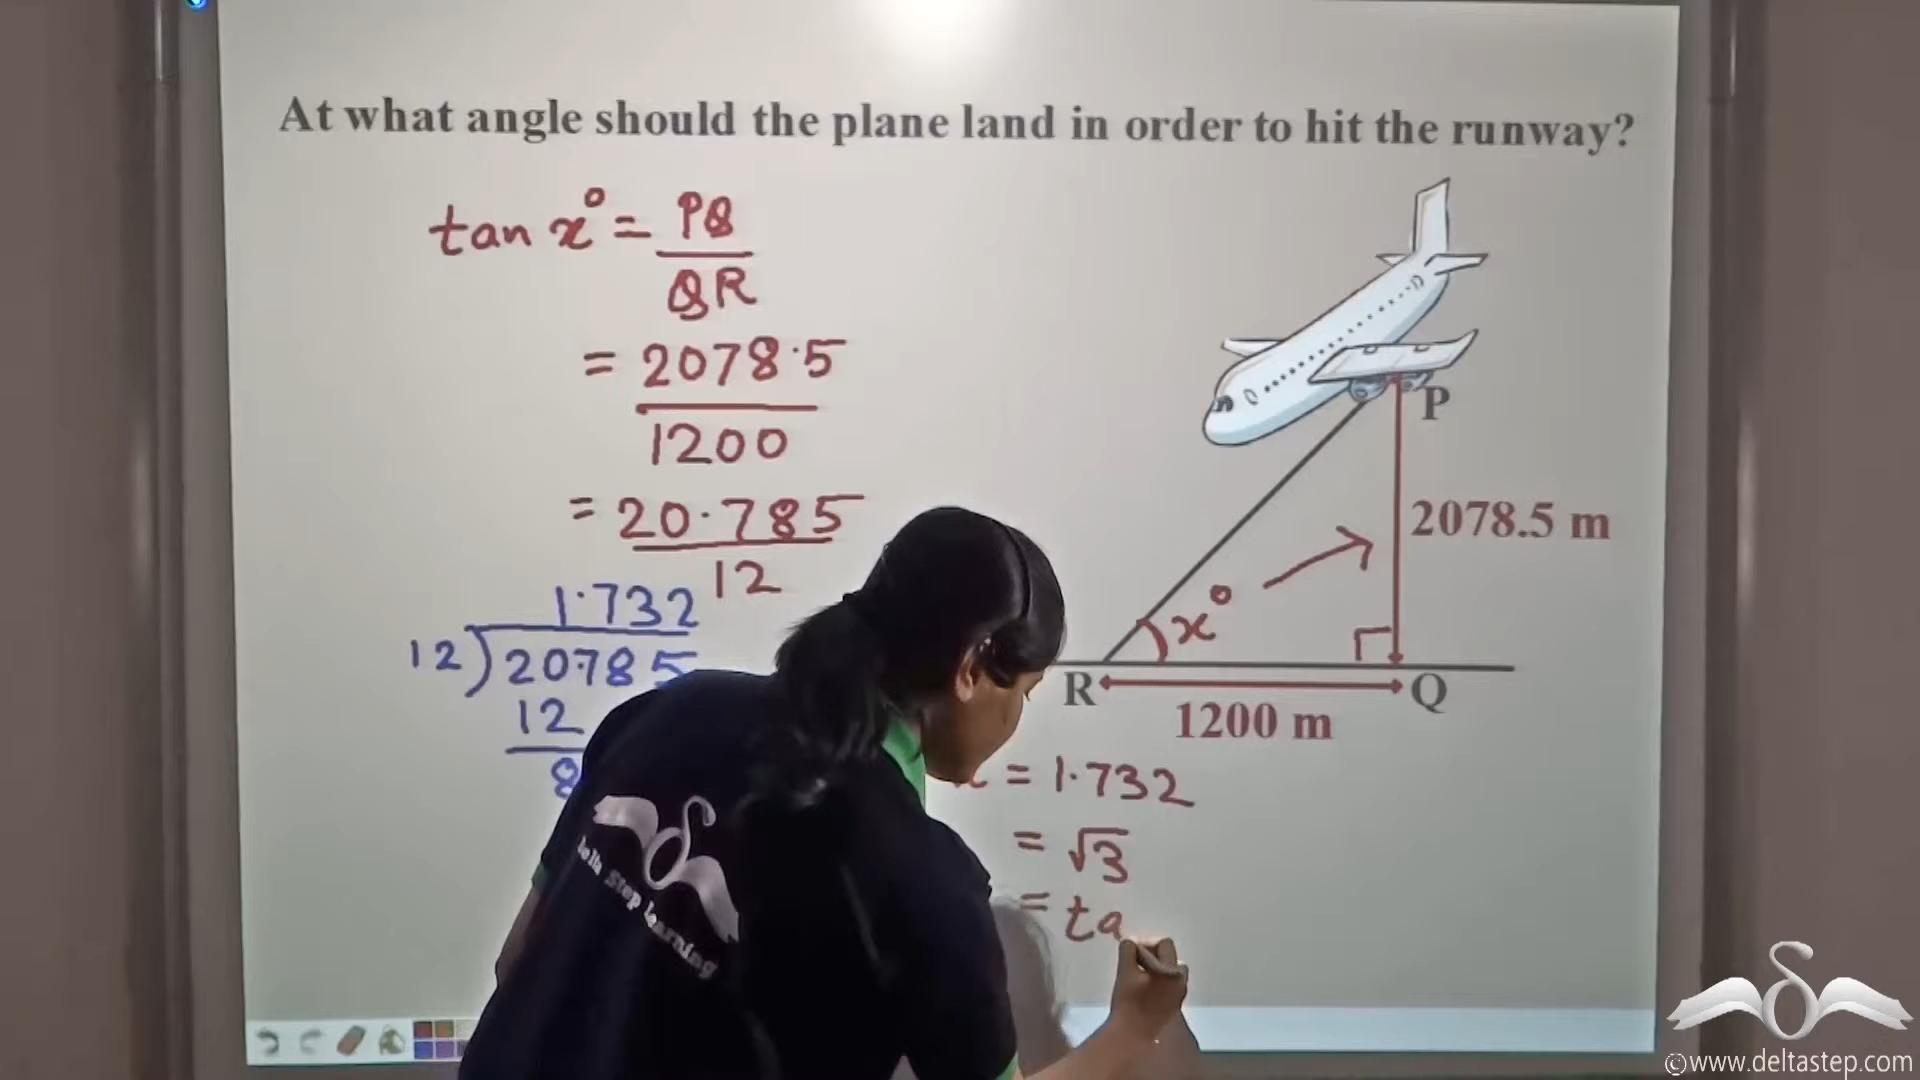 At what angle should the plane land in order to hit the runway?
tan x° = PQ
QR
= 2078.5
1200
= 20.785
12
1.732
12)20785
12
8
P
2078.5 m
x°
R
Q
1200 m
= 1.732
= √3
= ta
Delta Step Learning
©www.deltastep.com